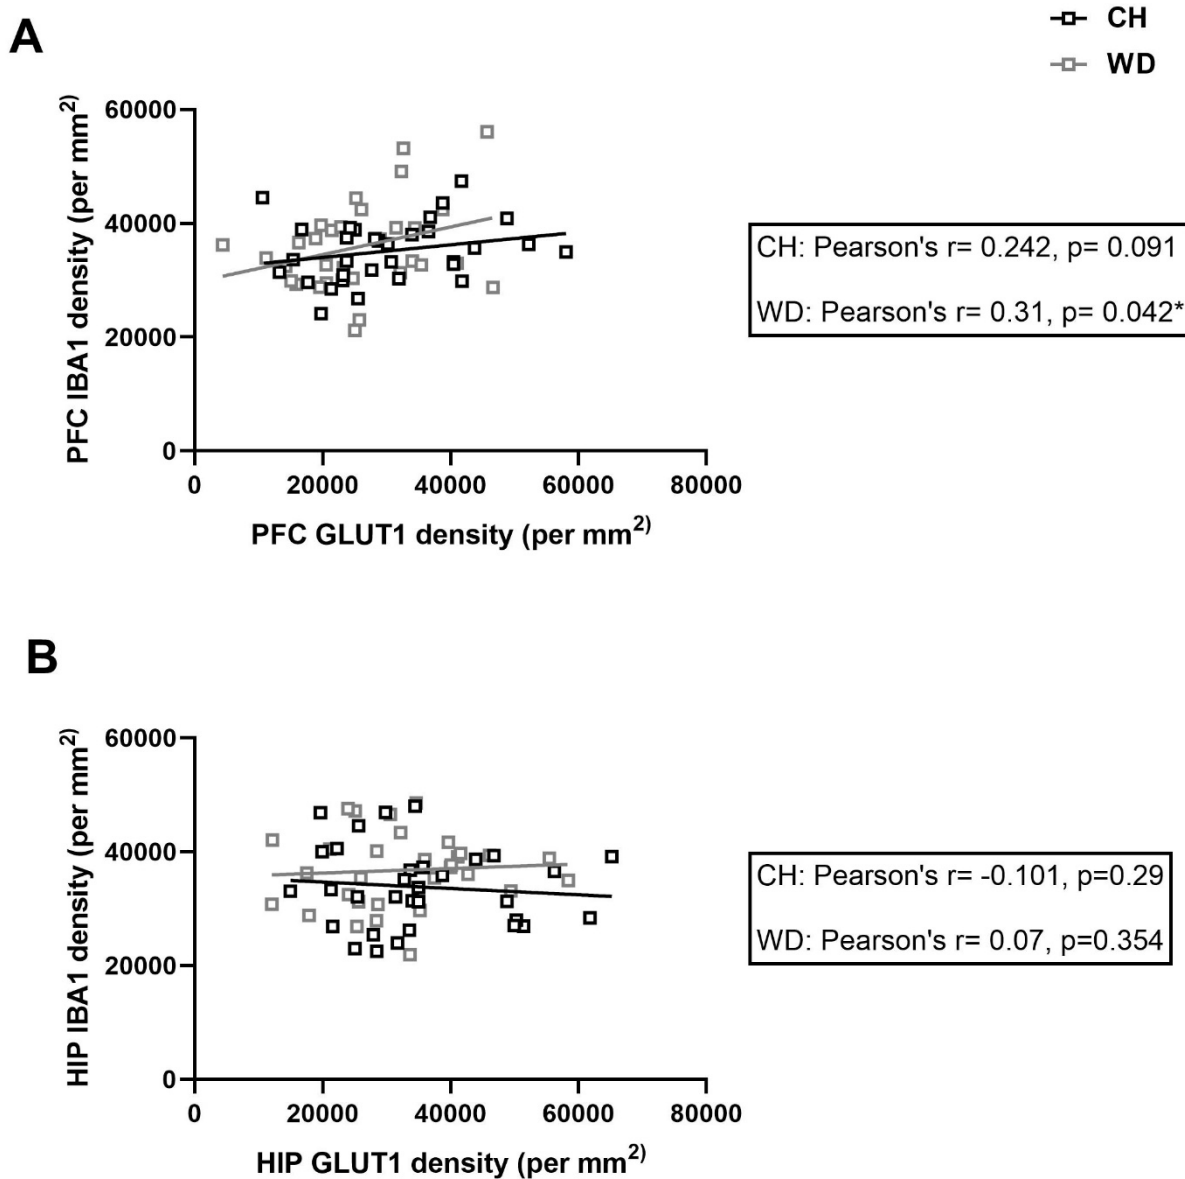 A
CH
WD
60000
40000
20000
0
PFC IBA1 density (per mm²)
0 20000 40000 60000 80000
PFC GLUT1 density (per mm²)
CH: Pearson's r= 0.242, p= 0.091
WD: Pearson's r= 0.31, p= 0.042*
B
60000
40000
20000
0
HIP IBA1 density (per mm²)
0 20000 40000 60000 80000
HIP GLUT1 density (per mm²)
CH: Pearson's r= -0.101, p=0.29
WD: Pearson's r= 0.07, p=0.354